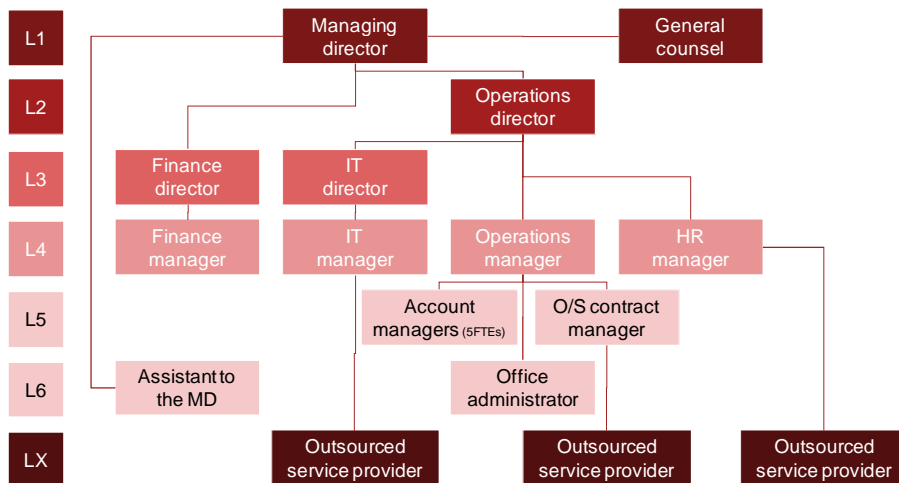 L1
Managing
director
General
counsel
L2
Operations
director
L3
Finance
director
IT
director
L4
Finance
manager
IT
manager
Operations
manager
HR
manager
L5
Account
managers (5FTEs)
O/S contract
manager
L6
Assistant to
the MD
Office
administrator
LX
Outsourced
service provider
Outsourced
service provider
Outsourced
service provider